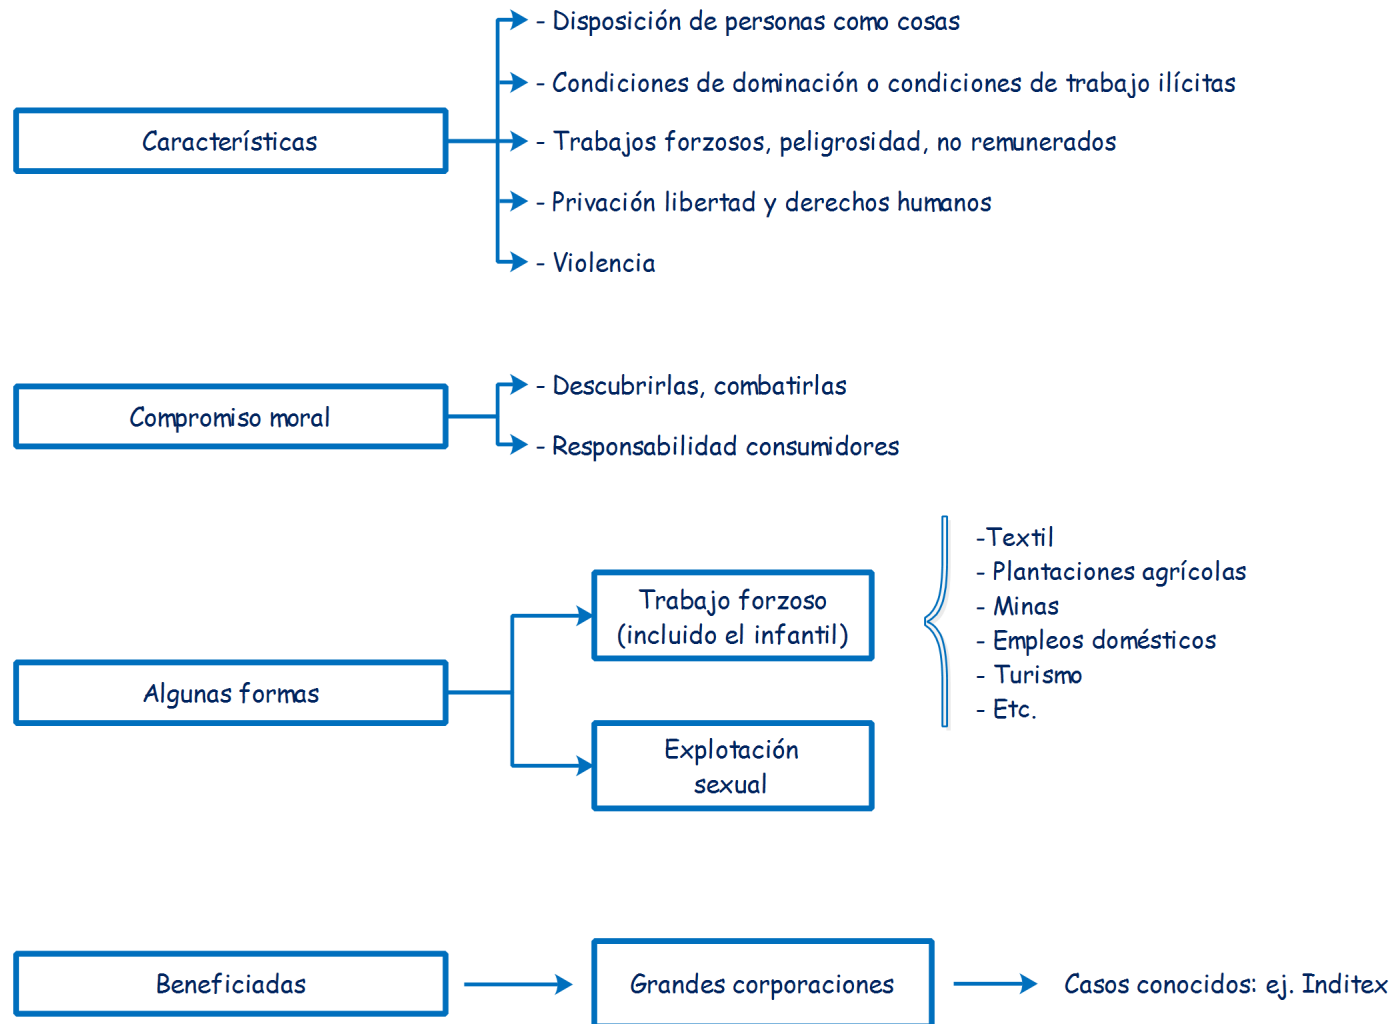 Características
- Disposición de personas como cosas
- Condiciones de dominación o condiciones de trabajo ilícitas
- Trabajos forzosos, peligrosidad, no remunerados
- Privación libertad y derechos humanos
- Violencia
Compromiso moral
- Descubrirlas, combatirlas
- Responsabilidad consumidores
Algunas formas
Trabajo forzoso
(incluido el infantil)
-Textil
- Plantaciones agrícolas
- Minas
- Empleos domésticos
- Turismo
- Etc.
Explotación
sexual
Beneficiadas
Grandes corporaciones
Casos conocidos: ej. Inditex